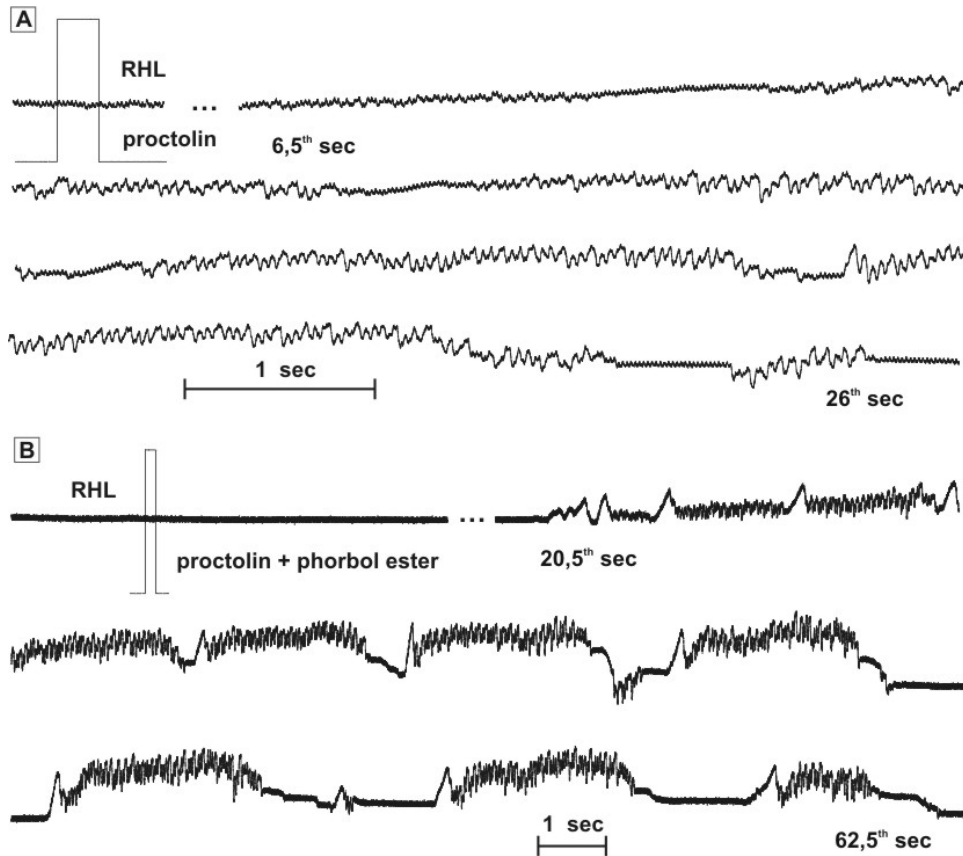 A
RHL
...
proctolin
6,5th sec
1 sec
26th sec
B
RHL
...
proctolin + phorbol ester
20,5th sec
1 sec
62,5th sec